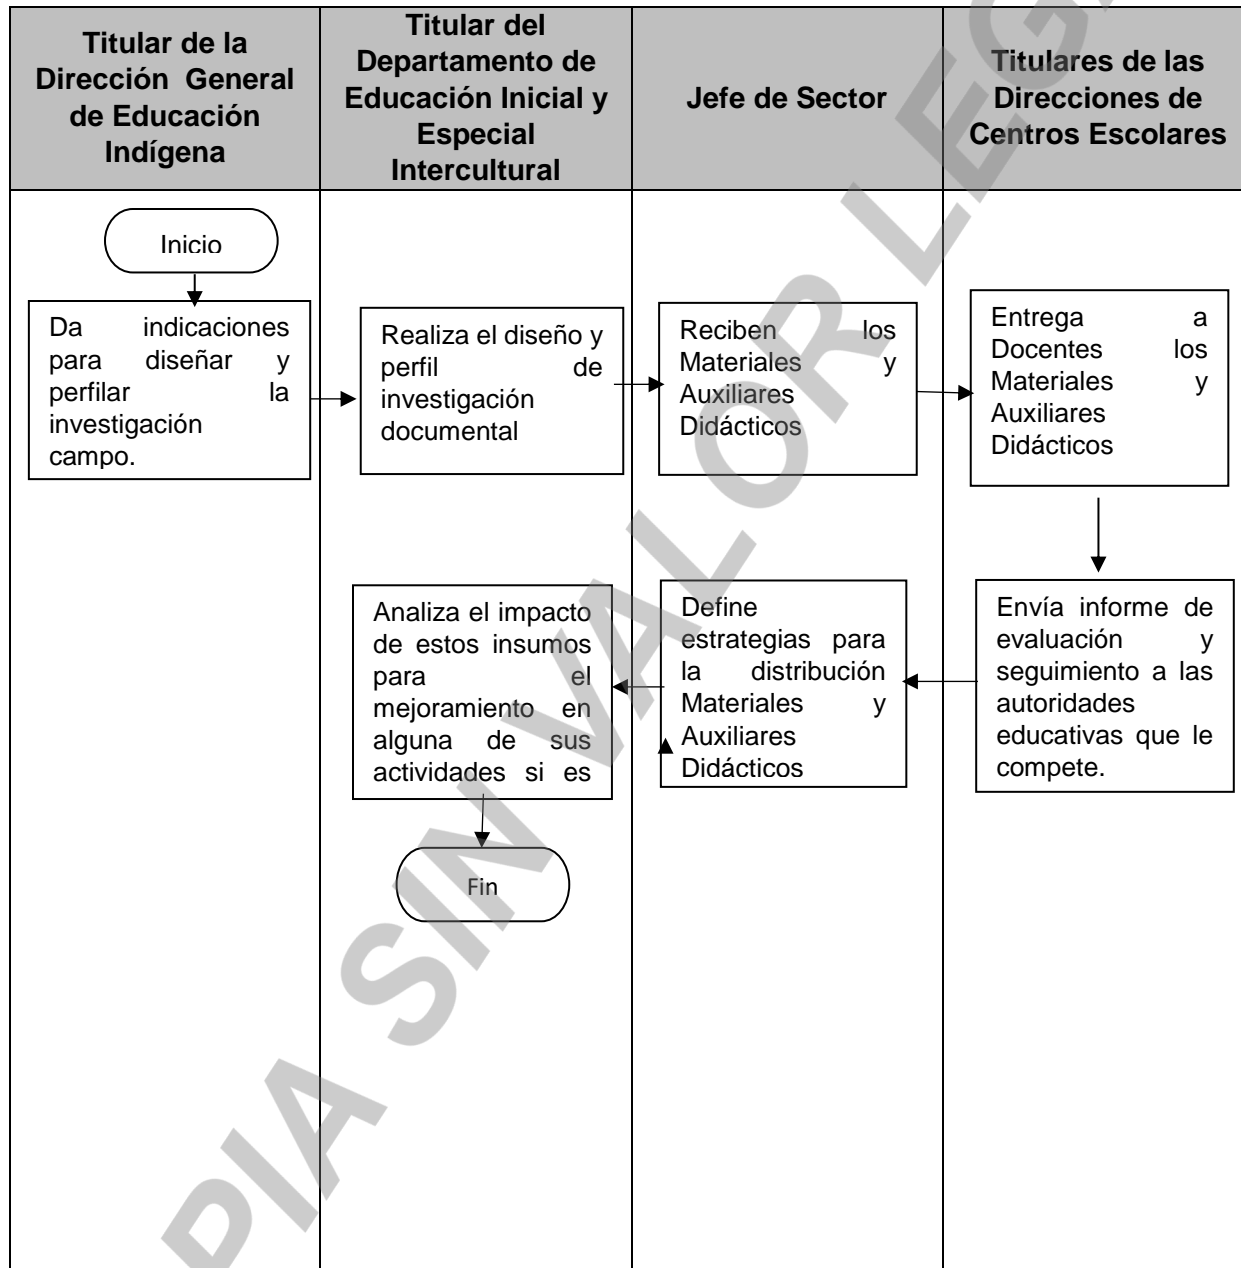 Titular de la
Dirección General
de Educación
Indígena
Titular del
Departamento de
Educación Inicial y
Especial
Intercultural
Jefe de Sector
Titulares de las
Direcciones de
Centros Escolares
Inicio
Da indicaciones
para diseñar y
perfilar la
investigación
campo.
Realiza el diseño y
perfil de
investigación
documental
Reciben los
Materiales y
Auxiliares
Didácticos
Entrega a
Docentes los
Materiales y
Auxiliares
Didácticos
Envía informe de
evaluación y
seguimiento a las
autoridades
educativas que le
compete.
Define
estrategias para
la distribución
Materiales y
Auxiliares
Didácticos
Analiza el impacto
de estos insumos
para el
mejoramiento en
alguna de sus
actividades si es
Fin
PIA SIN VALOR LEGA